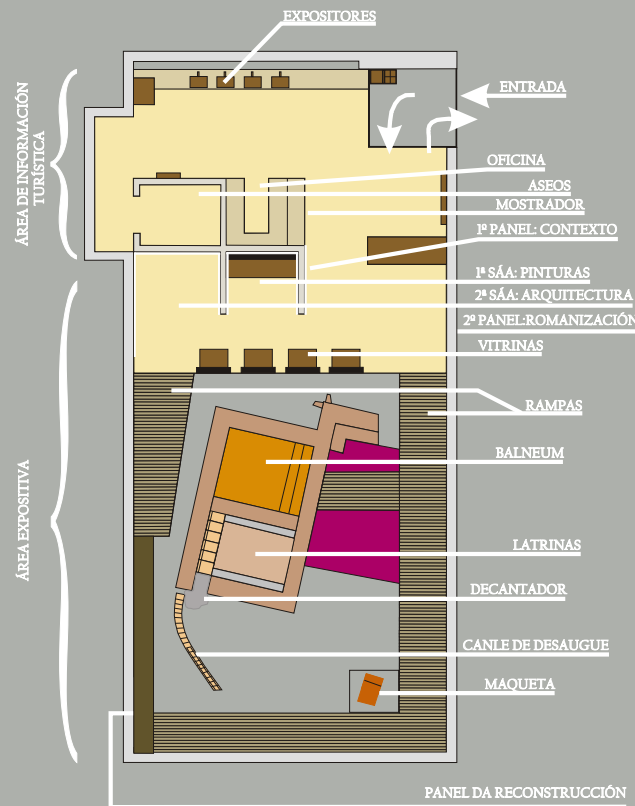 EXPOSITORES
ENTRADA
ÁREA DE INFORMACIÓN
TURÍSTICA
OFICINA
ASEOS
MOSTRADOR
1º PANEL: CONTEXTO
1ª SÁA: PINTURAS
2ª SÁA: ARQUITECTURA
2º PANEL:ROMANIZACIÓN
VITRINAS
RAMPAS
BALNEUM
ÁREA EXPOSITIVA
LATRINAS
DECANTADOR
CANLE DE DESAUGUE
MAQUETA
PANEL DA RECONSTRUCCIÓN